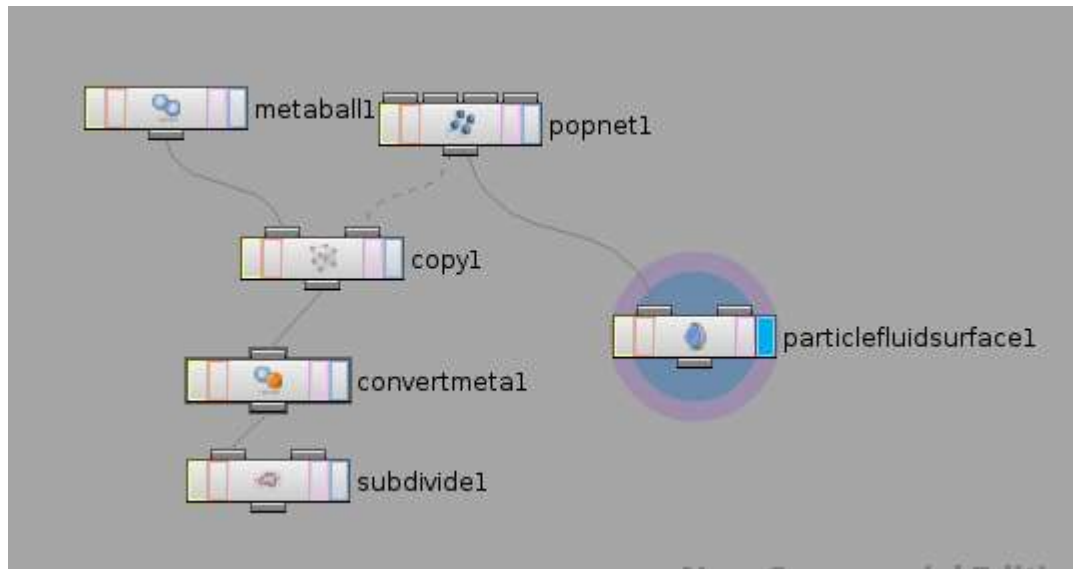 metaball1
popnet1
copy1
particlefluidsurface1
convertmeta1
subdivide1